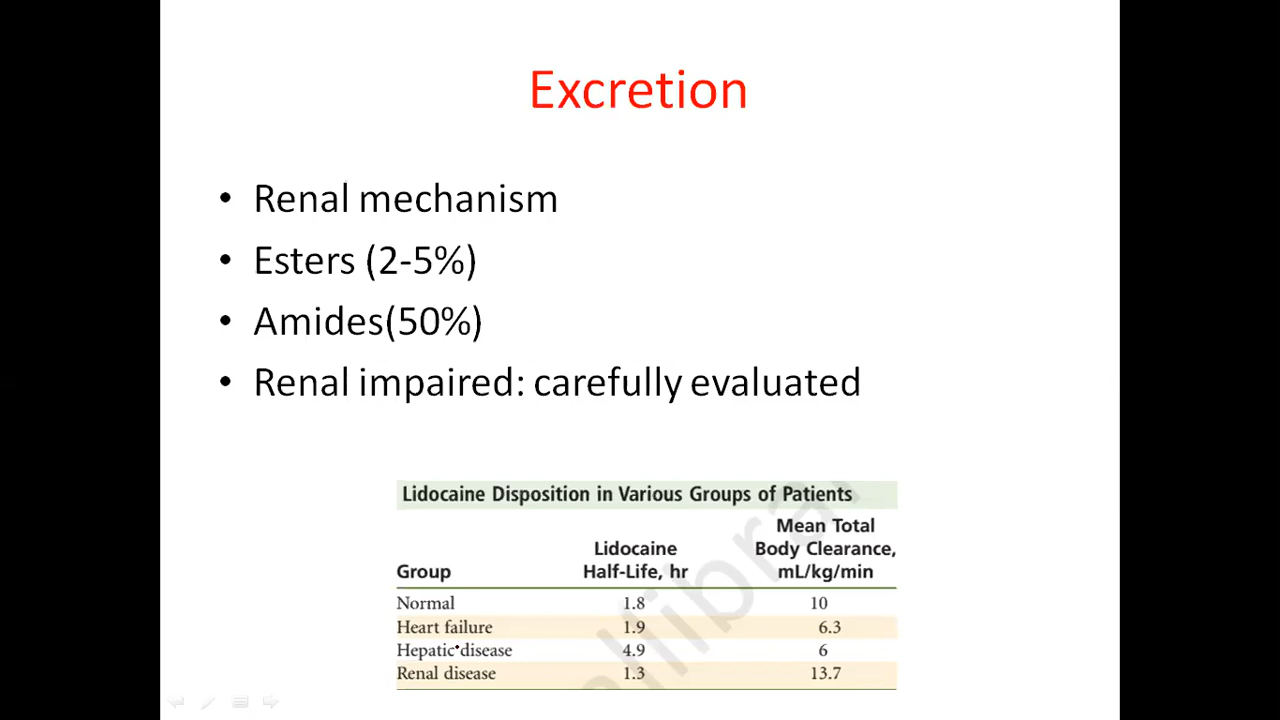 Excretion
• Renal mechanism
• Esters (2-5%)
• Amides(50%)
• Renal impaired: carefully evaluated
Lidocaine Disposition in Various Groups of Patients
Mean Total
Lidocaine Body Clearance,
Group Half-Life, hr mL/kg/min
Normal 1.8 10
Heart failure 1.9 6.3
Hepatic disease 4.9 6
Renal disease 1.3 13.7